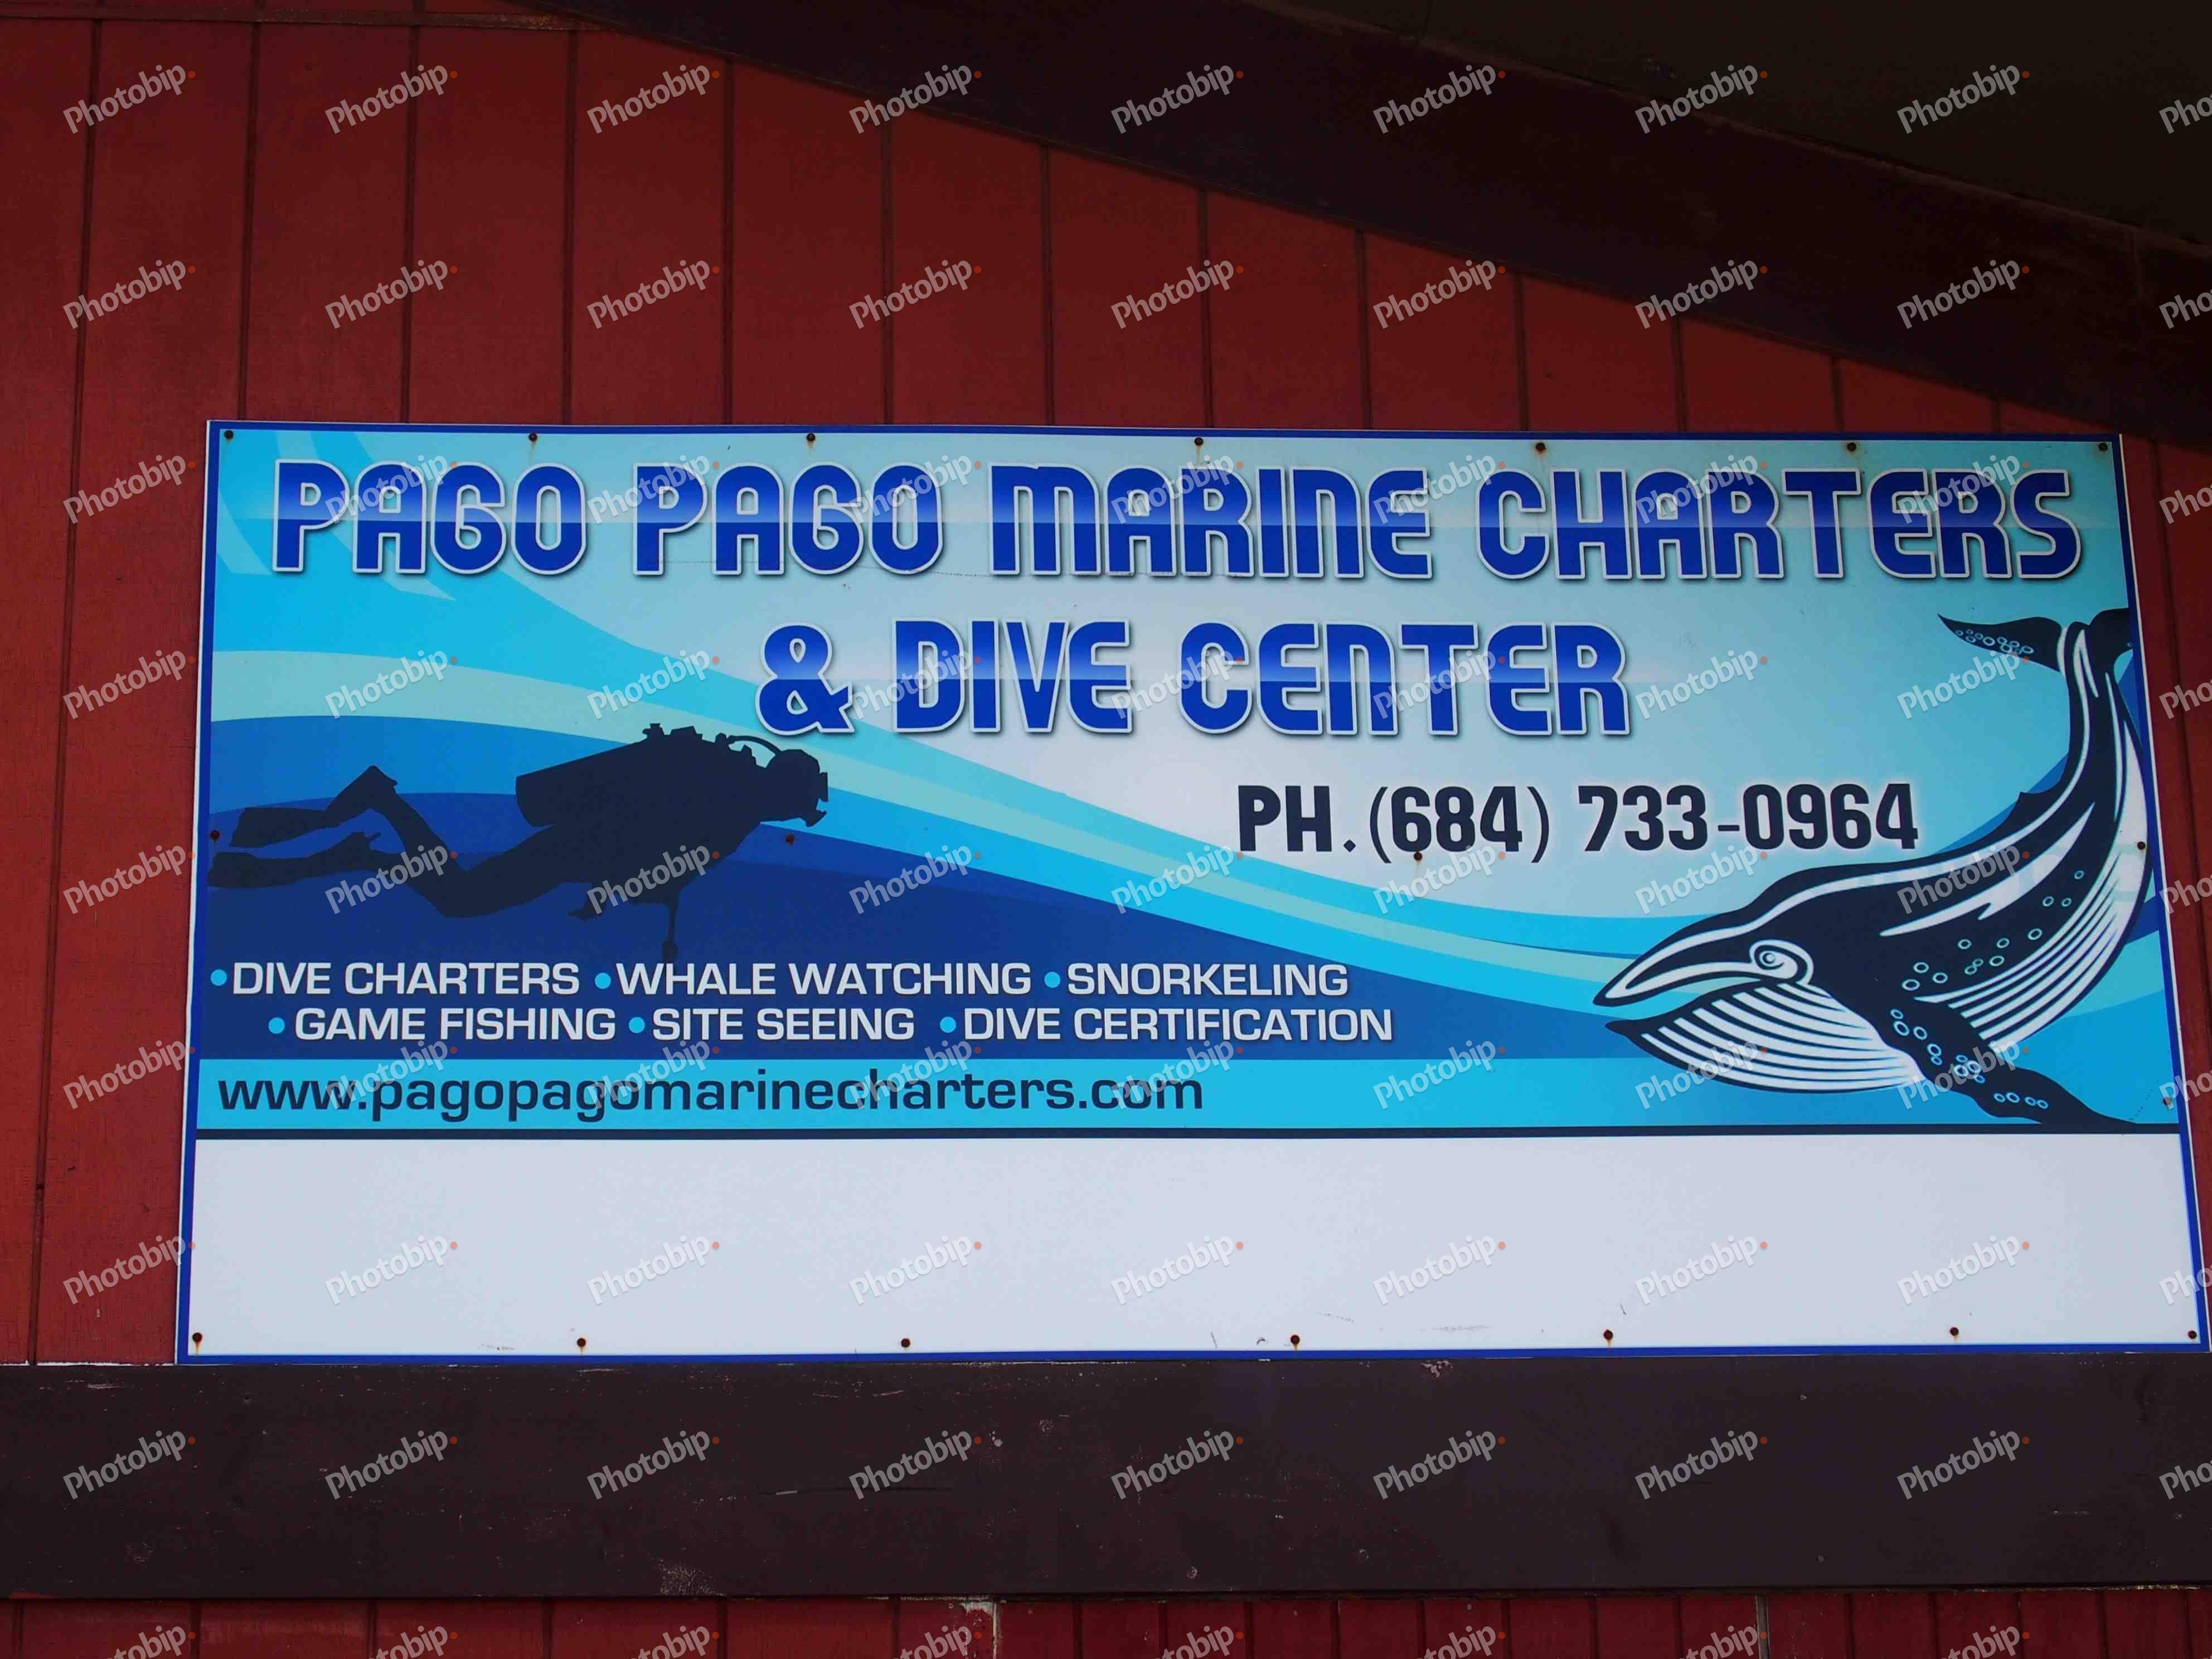 PAGO PAGO MARINE CHARTERS
& DIVE CENTER
PH. (684) 733-0964
•DIVE CHARTERS •WHALE WATCHING •SNORKELING
•GAME FISHING •SITE SEEING •DIVE CERTIFICATION
www.pagopagomarinecharters.com
Photobip